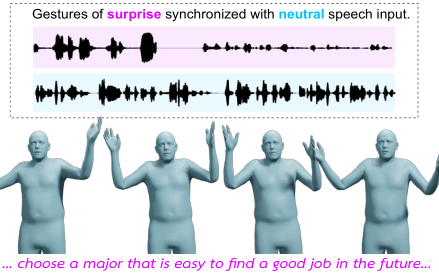 Gestures of surprise synchronized with neutral speech input.
... choose a major that is easy to find a good job in the future...